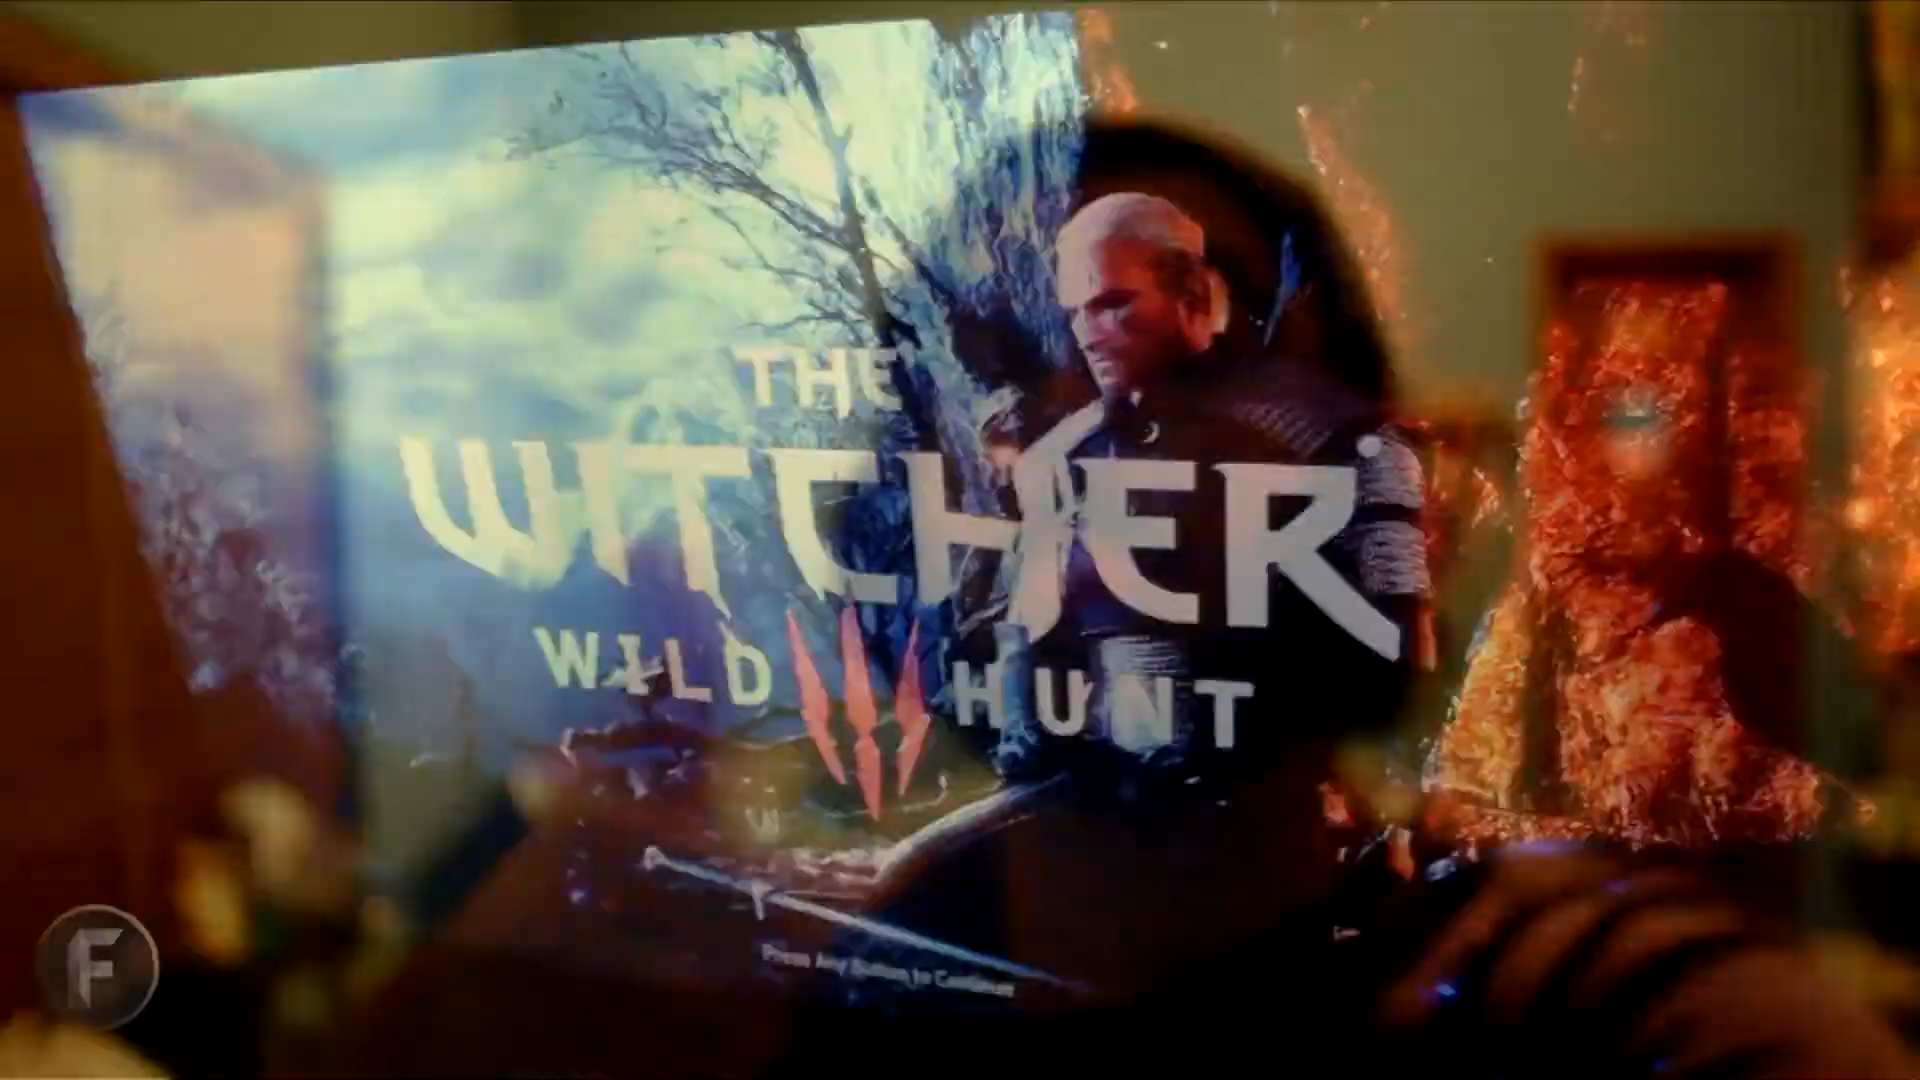 THE
WITCHER
WILD HUNT
Press Any Button to Continue
F